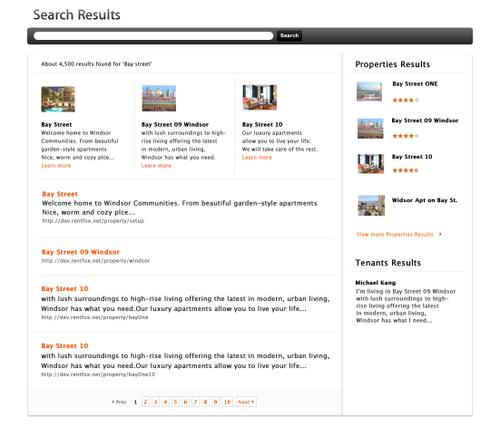 Search Results
Search
About 4,500 results found for 'Bay street'
Bay Street
Welcome home to Windsor
Communities. From beautiful
garden-style apartments
Nice, worm and cozy plce...
Learn more
Bay Street 09 Windsor
with lush surroundings to high-
rise living offering the latest
in modern, urban living,
Windsor has what you need.
Bay Street 10
Our luxury apartments
allow you to live your life.
We will take care of the rest.
Learn more
Bay Street
Welcome home to Windsor Communities. From beautiful garden-style apartments
Nice, worm and cozy plce...
http://dev.rentfox.net/property/setup
Bay Street 09 Windsor
http://dev.rentfox.net/property/windsor
Bay Street 10
with lush surroundings to high-rise living offering the latest in modern, urban living,
Windsor has what you need.Our luxury apartments allow you to live your life...
http://dev.rentfox.net/property/bayOne
Bay Street 10
with lush surroundings to high-rise living offering the latest in modern, urban living,
Windsor has what you need.Our luxury apartments allow you to live your life...
http://dev.rentfox.net/property/bayOne10
Prev 1 2 3 4 5 6 7 8 9 10 Next
Properties Results
Bay Street ONE
Bay Street 09 Windsor
Bay Street 10
Widsor Apt on Bay St.
View more Properties Results
Tenants Results
Michael Kang
I'm living in Bay Street 09 Windsor
with lush surroundings to high-
rise living offering the latest
in modern, urban living,
Windsor has what I need...